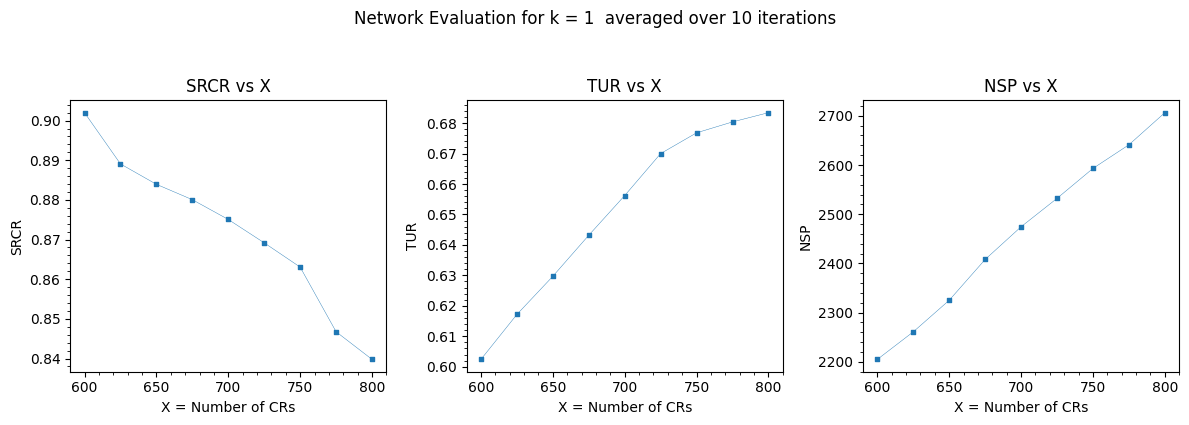 Network Evaluation for k = 1  averaged over 10 iterations
SRCR vs X
SRCR
0.90
0.89
0.88
0.87
0.86
0.85
0.84
600 650 700 750 800
X = Number of CRs
TUR vs X
TUR
0.68
0.67
0.66
0.65
0.64
0.63
0.62
0.61
0.60
600 650 700 750 800
X = Number of CRs
NSP vs X
NSP
2700
2600
2500
2400
2300
2200
600 650 700 750 800
X = Number of CRs